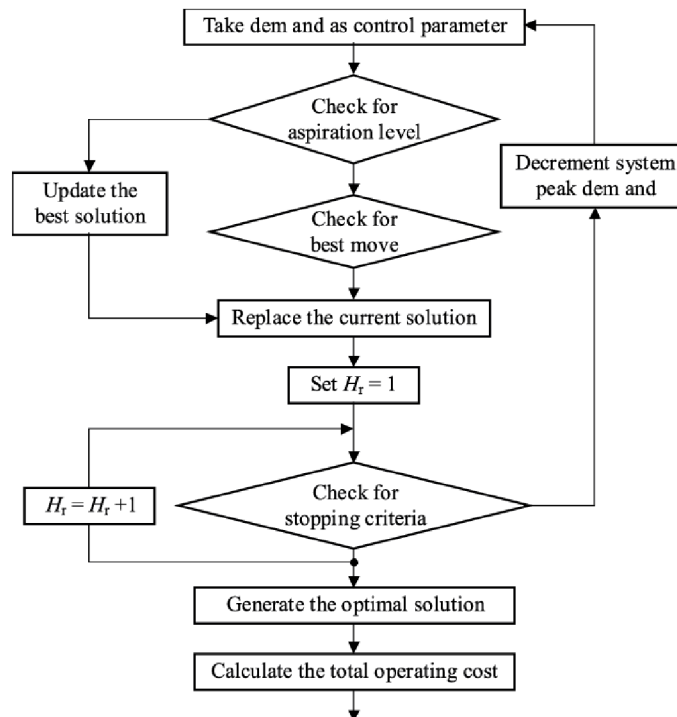 Take dem and as control parameter
Check for
aspiration level
Decrement system
peak dem and
Update the
best solution
Check for
best move
Replace the current solution
Set Hr = 1
Hr = Hr +1
Check for
stopping criteria
Generate the optimal solution
Calculate the total operating cost